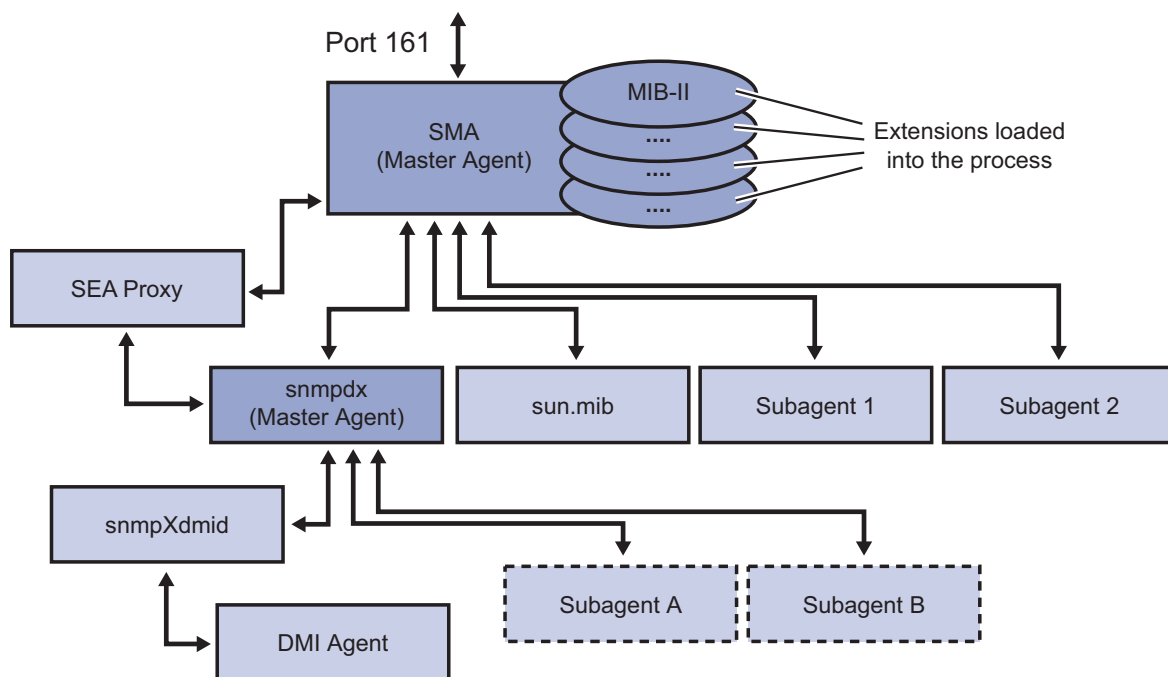 Port 161
MIB-II
SMA
(Master Agent)
....
....
....
Extensions loaded
into the process
SEA Proxy
snmpdx
(Master Agent)
sun.mib
Subagent 1
Subagent 2
snmpXdmid
Subagent A
Subagent B
DMI Agent